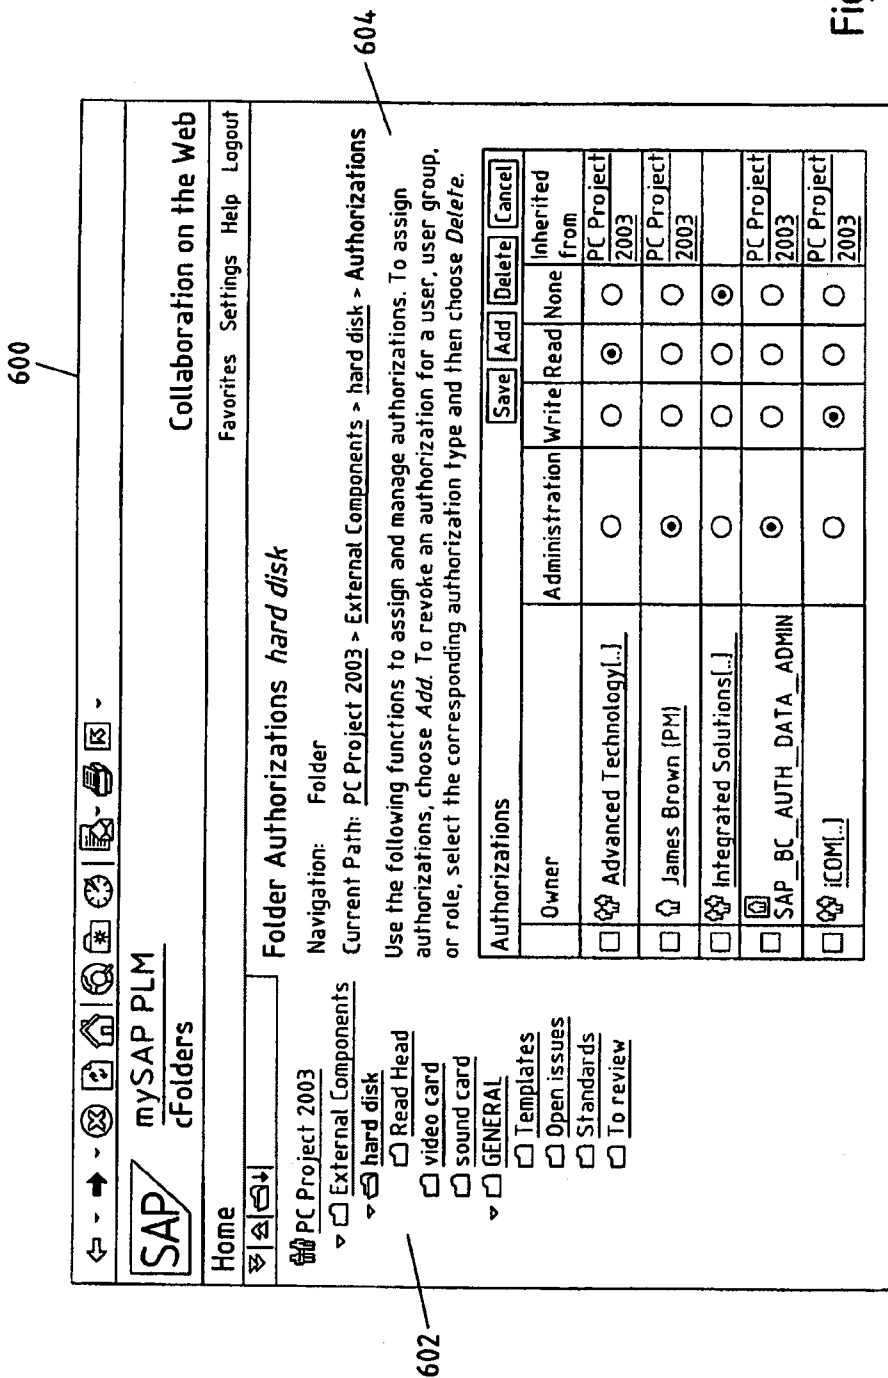 600
SAP
mySAP PLM
cFolders
Collaboration on the Web
Home
Favorites Settings Help Logout
PC Project 2003
External Components
hard disk
Read Head
video card
sound card
GENERAL
Templates
Open issues
Standards
To review
602
Folder Authorizations hard disk
Navigation: Folder
Current Path: PC Project 2003 > External Components > hard disk > Authorizations
604
Use the following functions to assign and manage authorizations. To assign
authorizations, choose Add. To revoke an authorization for a user, user group,
or role, select the corresponding authorization type and then choose Delete.
Authorizations Save Add Delete Cancel
Owner Administration Write Read None Inherited
from
Advanced Technology[..] PC Project
2003
James Brown (PM) PC Project
2003
Integrated Solutions[..]
SAP_BC_AUTH_DATA_ADMIN PC Project
2003
iCOM[..] PC Project
2003